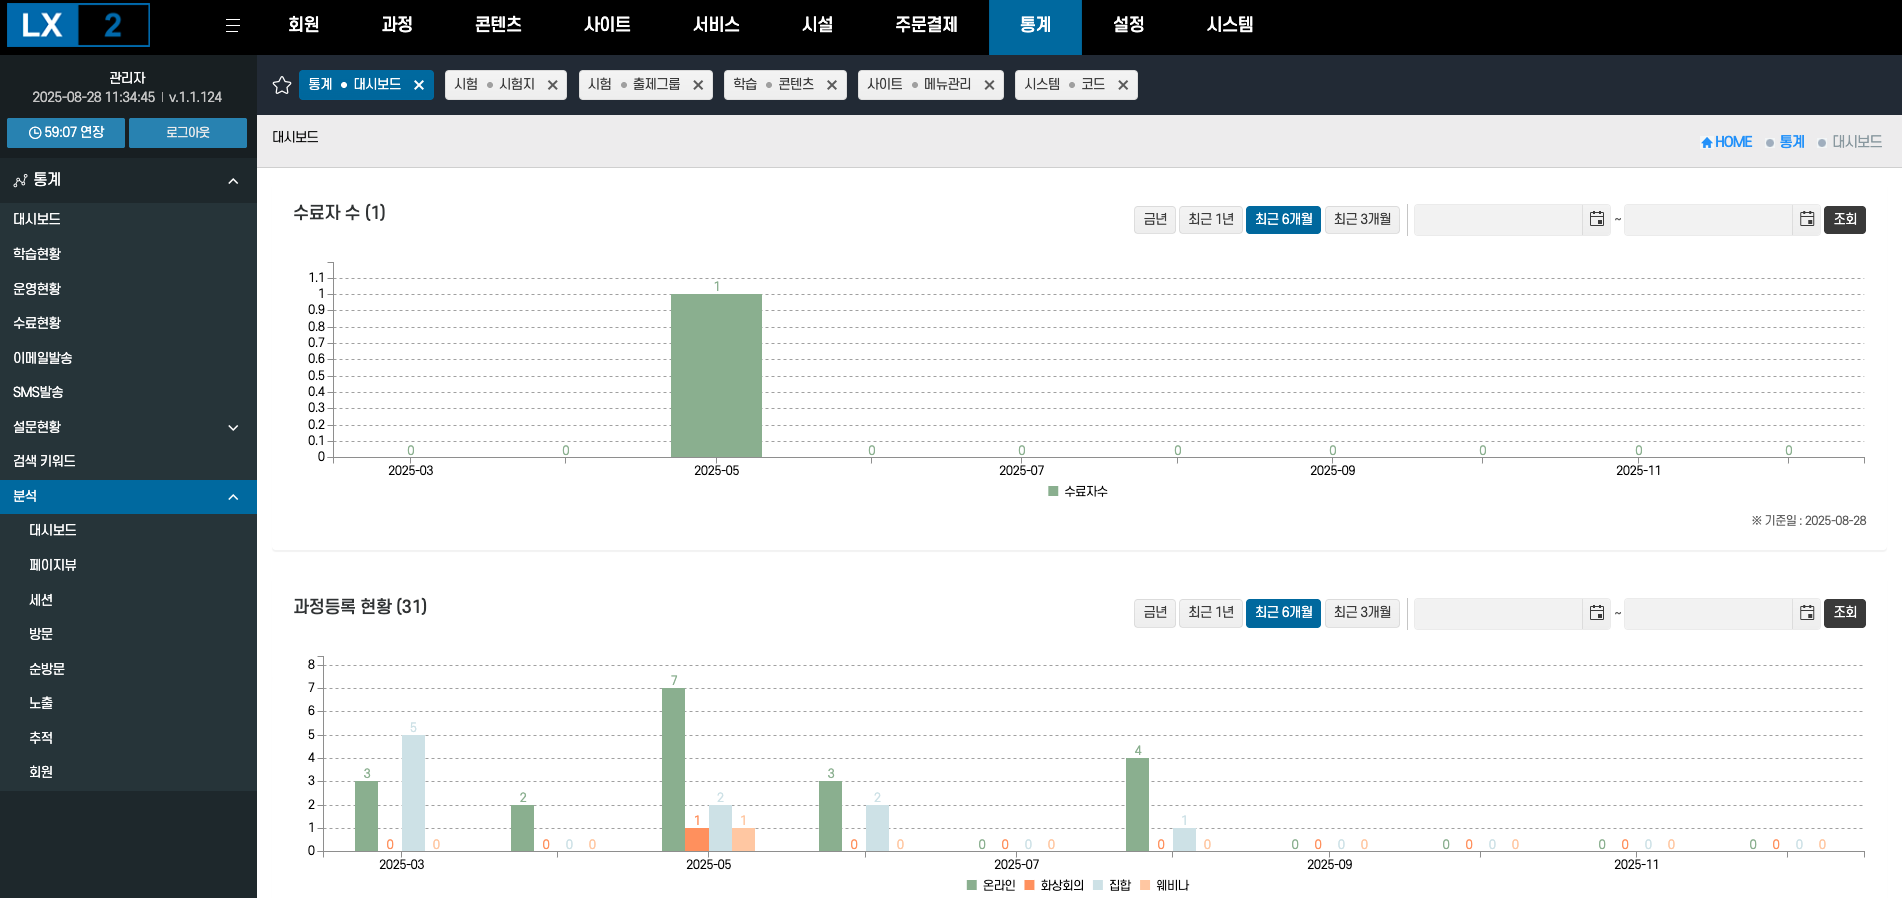 LX 2
회원 과정 콘텐츠 사이트 서비스 시설 주문결제 통계 설정 시스템
관리자
2025-08-28 11:34:45 | v.1.1.124
59:07 연장 로그아웃
통계 ● 대시보드 × 시험 ● 시험지 × 시험 ● 출제그룹 × 학습 ● 콘텐츠 × 사이트 ● 메뉴관리 × 시스템 ● 코드 ×
통계
대시보드
학습현황
운영현황
수료현황
이메일발송
SMS발송
설문현황
검색 키워드
분석
대시보드
페이지뷰
세션
방문
순방문
노출
추적
회원
대시보드
HOME ● 통계 ● 대시보드
수료자 수 (1)
금년 최근 1년 최근 6개월 최근 3개월 ~ 조회
1.1
1
0.9
0.8
0.7
0.6
0.5
0.4
0.3
0.2
0.1
0
0 0 1 0 0 0 0 0 0 0
2025-03 2025-05 2025-07 2025-09 2025-11
수료자수
※ 기준일 : 2025-08-28
과정등록 현황 (31)
금년 최근 1년 최근 6개월 최근 3개월 ~ 조회
8
7
6
5
4
3
2
1
0
3 0 5 0 2 0 0 0 7 1 2 1 3 0 2 0 0 0 0 0 4 0 1 0 0 0 0 0 0 0 0 0 0 0 0 0 0 0 0 0
2025-03 2025-05 2025-07 2025-09 2025-11
온라인 화상회의 집합 웨비나